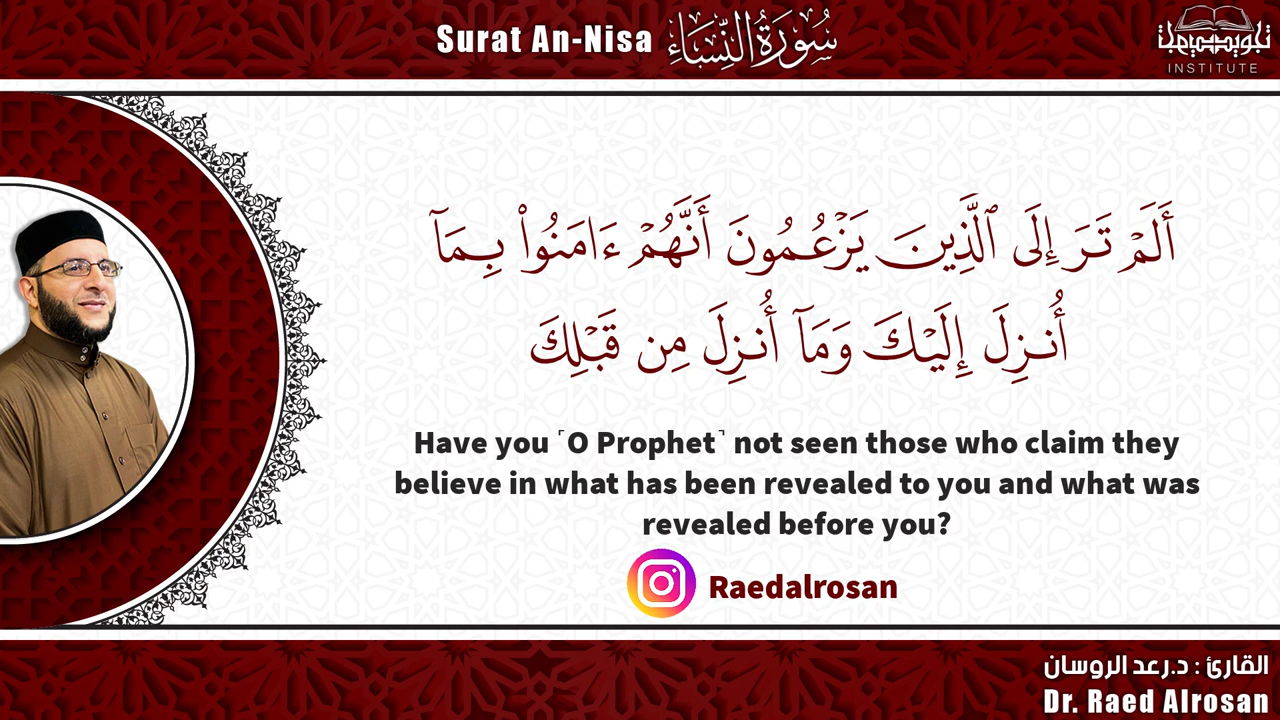 Surat An-Nisa سُورَةُ النِّسَاءِ
INSTITUTE
أَلَمْ تَرَ إِلَى ٱلَّذِينَ يَزْعُمُونَ أَنَّهُمْ ءَامَنُوا۟ بِمَآ
أُنزِلَ إِلَيْكَ وَمَآ أُنزِلَ مِن قَبْلِكَ
Have you ˹O Prophet˺ not seen those who claim they
believe in what has been revealed to you and what was
revealed before you?
Raedalrosan
القارئ : د.رعد الروسان
Dr. Raed Alrosan